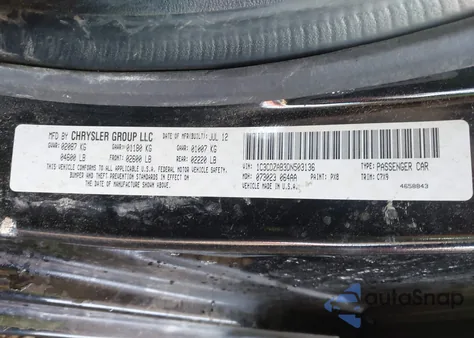 MFD BY CHRYSLER GROUP LLC DATE OF MFR(BUILT): JUL 12
GVWR: 02087 KG GAWR: 01180 KG GAWR: 01007 KG
04600 LB FRONT: 02600 LB REAR: 02220 LB
THIS VEHICLE CONFORMS TO ALL APPLICABLE U.S.A. FEDERAL MOTOR VEHICLE SAFETY,
BUMPER AND THEFT PREVENTION STANDARDS IN EFFECT ON
THE DATE OF MANUFACTURE SHOWN ABOVE.
VIN: 1C3CDZAB3DN503136 TYPE: PASSENGER CAR
MDH: 073023 064AA PAINT: PX8 TRIM: C7X9
VEHICLE MADE IN U.S.A. 4658843
autaSnap